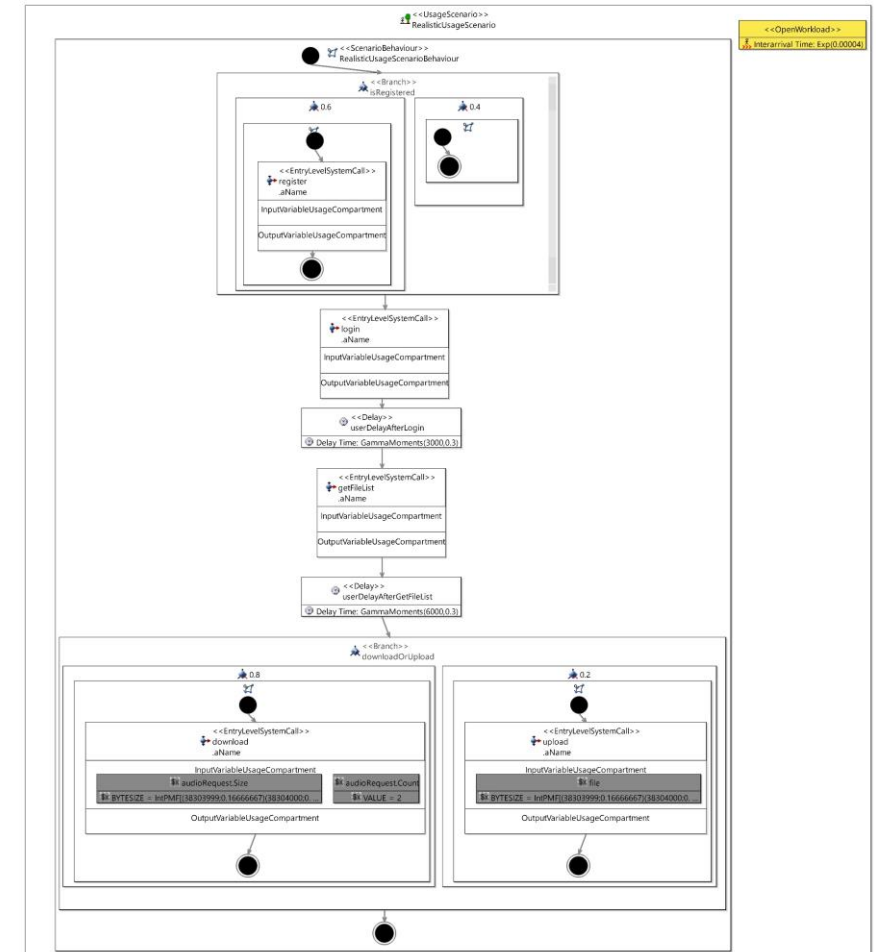 <<UsageScenario>>
RealisticUsageScenario
<<OpenWorkload>>
Interarrival Time: Exp(0.00004)
<<ScenarioBehaviour>>
RealisticUsageScenarioBehaviour
<<Branch>>
isRegistered
0.6
0.4
<<EntryLevelSystemCall>>
register
.aName
InputVariableUsageCompartment
OutputVariableUsageCompartment
<<EntryLevelSystemCall>>
login
.aName
InputVariableUsageCompartment
OutputVariableUsageCompartment
<<Delay>>
userDelayAfterLogin
Delay Time: GammaMoments(3000,0.3)
<<EntryLevelSystemCall>>
getFileList
.aName
InputVariableUsageCompartment
OutputVariableUsageCompartment
<<Delay>>
userDelayAfterGetFileList
Delay Time: GammaMoments(6000,0.3)
<<Branch>>
downloadOrUpload
0.8
<<EntryLevelSystemCall>>
download
.aName
InputVariableUsageCompartment
audioRequest.Size
BYTESIZE = IntPMF[(38303999;0.16666667)(38304000;0. ...
audioRequest.Count
VALUE = 2
OutputVariableUsageCompartment
0.2
<<EntryLevelSystemCall>>
upload
.aName
InputVariableUsageCompartment
file
BYTESIZE = IntPMF[(38303999;0.16666667)(38304000;0. ...
OutputVariableUsageCompartment